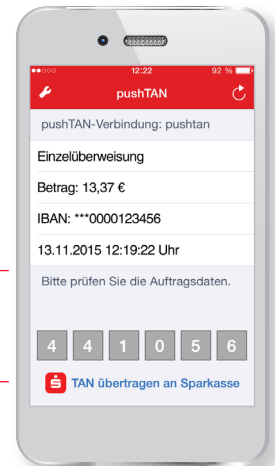 12:22 92 %
pushTAN
pushTAN-Verbindung: pushtan
Einzelüberweisung
Betrag: 13,37 €
IBAN: ***0000123456
13.11.2015 12:19:22 Uhr
Bitte prüfen Sie die Auftragsdaten.
4 4 1 0 5 6
TAN übertragen an Sparkasse